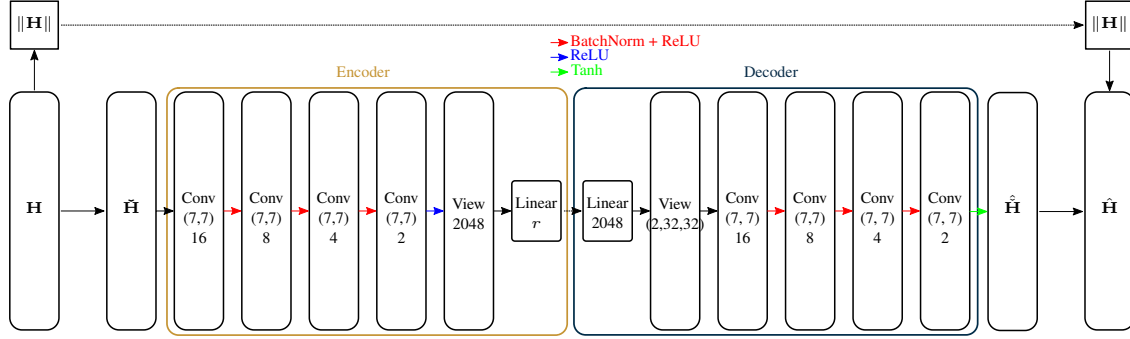 ‖H‖
‖H‖
BatchNorm + ReLU
ReLU
Tanh
Encoder
Decoder
H
H̆
Conv
(7,7)
16
Conv
(7,7)
8
Conv
(7,7)
4
Conv
(7,7)
2
View
2048
Linear
r
Linear
2048
View
(2,32,32)
Conv
(7, 7)
16
Conv
(7, 7)
8
Conv
(7, 7)
4
Conv
(7, 7)
2
H̆̂
Ĥ